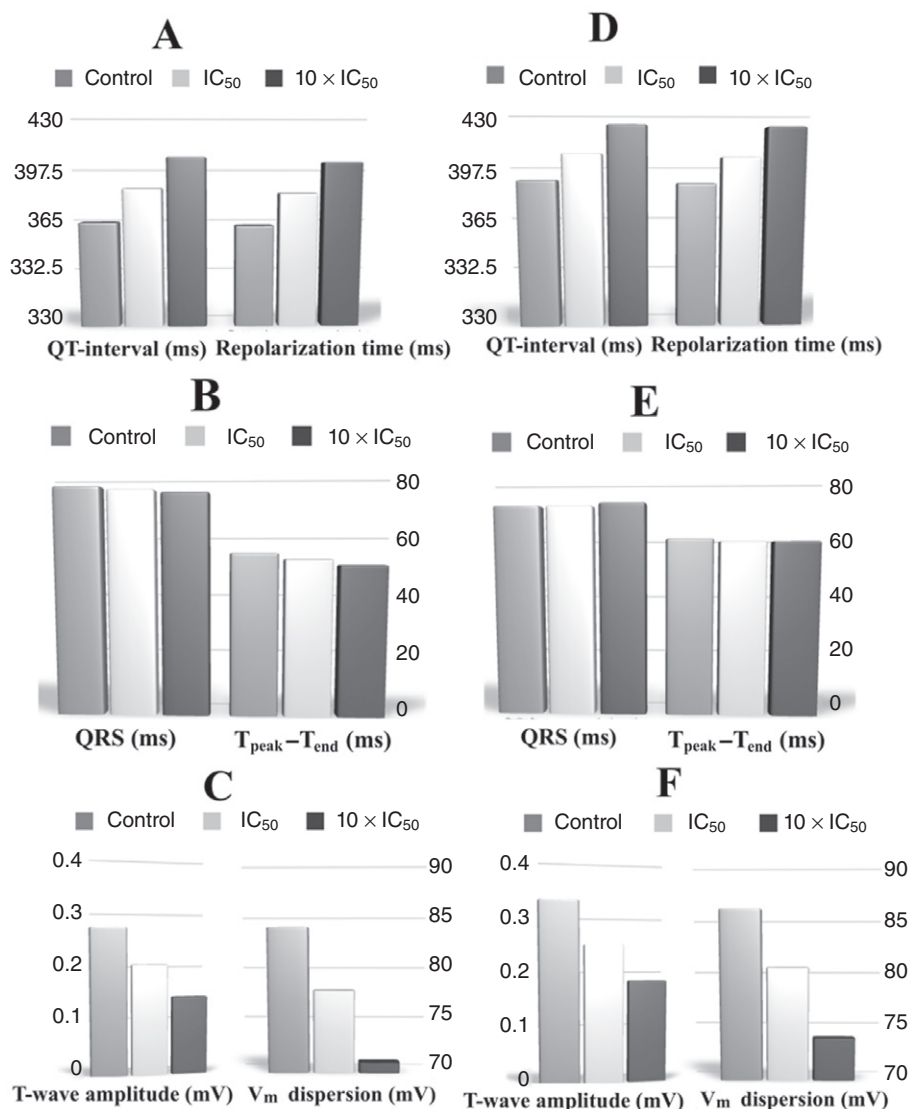 A
Control IC50 10 × IC50
430
397.5
365
332.5
330
QT-interval (ms) Repolarization time (ms)
D
Control IC50 10 × IC50
430
397.5
365
332.5
330
QT-interval (ms) Repolarization time (ms)
B
Control IC50 10 × IC50
80
60
40
20
0
QRS (ms) Tpeak–Tend (ms)
E
Control IC50 10 × IC50
80
60
40
20
0
QRS (ms) Tpeak–Tend (ms)
C
Control IC50 10 × IC50
0.4
0.3
0.2
0.1
0
90
85
80
75
70
T-wave amplitude (mV) Vm dispersion (mV)
F
Control IC50 10 × IC50
0.4
0.3
0.2
0.1
0
90
85
80
75
70
T-wave amplitude (mV) Vm dispersion (mV)